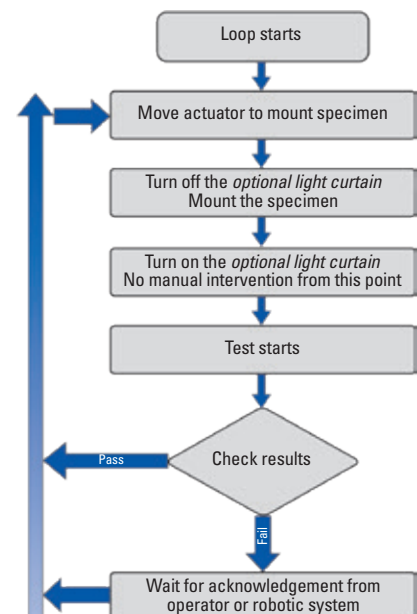 Loop starts
Move actuator to mount specimen
Turn off the optional light curtain
Mount the specimen
Turn on the optional light curtain
No manual intervention from this point
Test starts
Check results
Pass
Fail
Wait for acknowledgement from
operator or robotic system